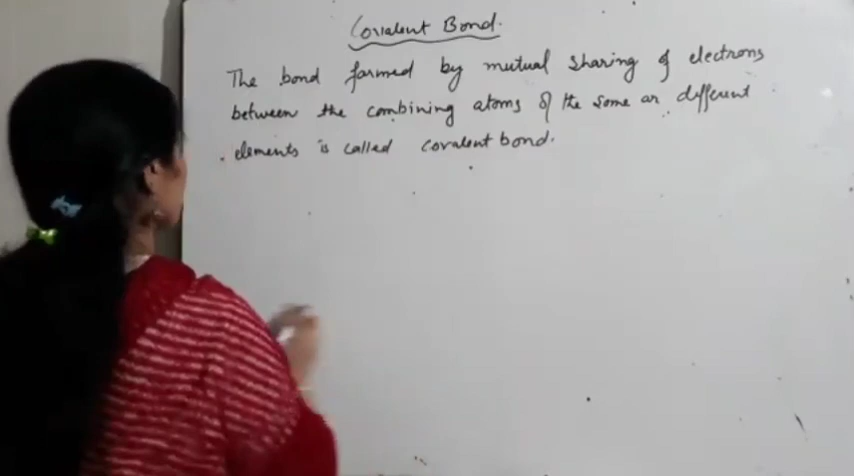 Covalent Bond.
The bond formed by mutual sharing of electrons
between the combining atoms of the same or different
elements is called covalent bond.